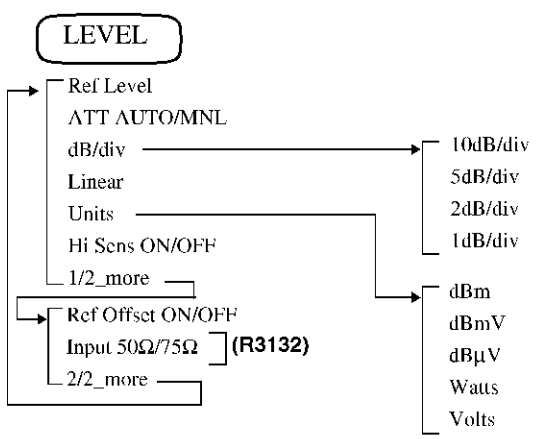 LEVEL
Ref Level
ATT AUTO/MNL
dB/div
Linear
Units
Hi Sens ON/OFF
1/2_more
Ref Offset ON/OFF
Input 50Ω/75Ω (R3132)
2/2_more
10dB/div
5dB/div
2dB/div
1dB/div
dBm
dBmV
dBµV
Watts
Volts